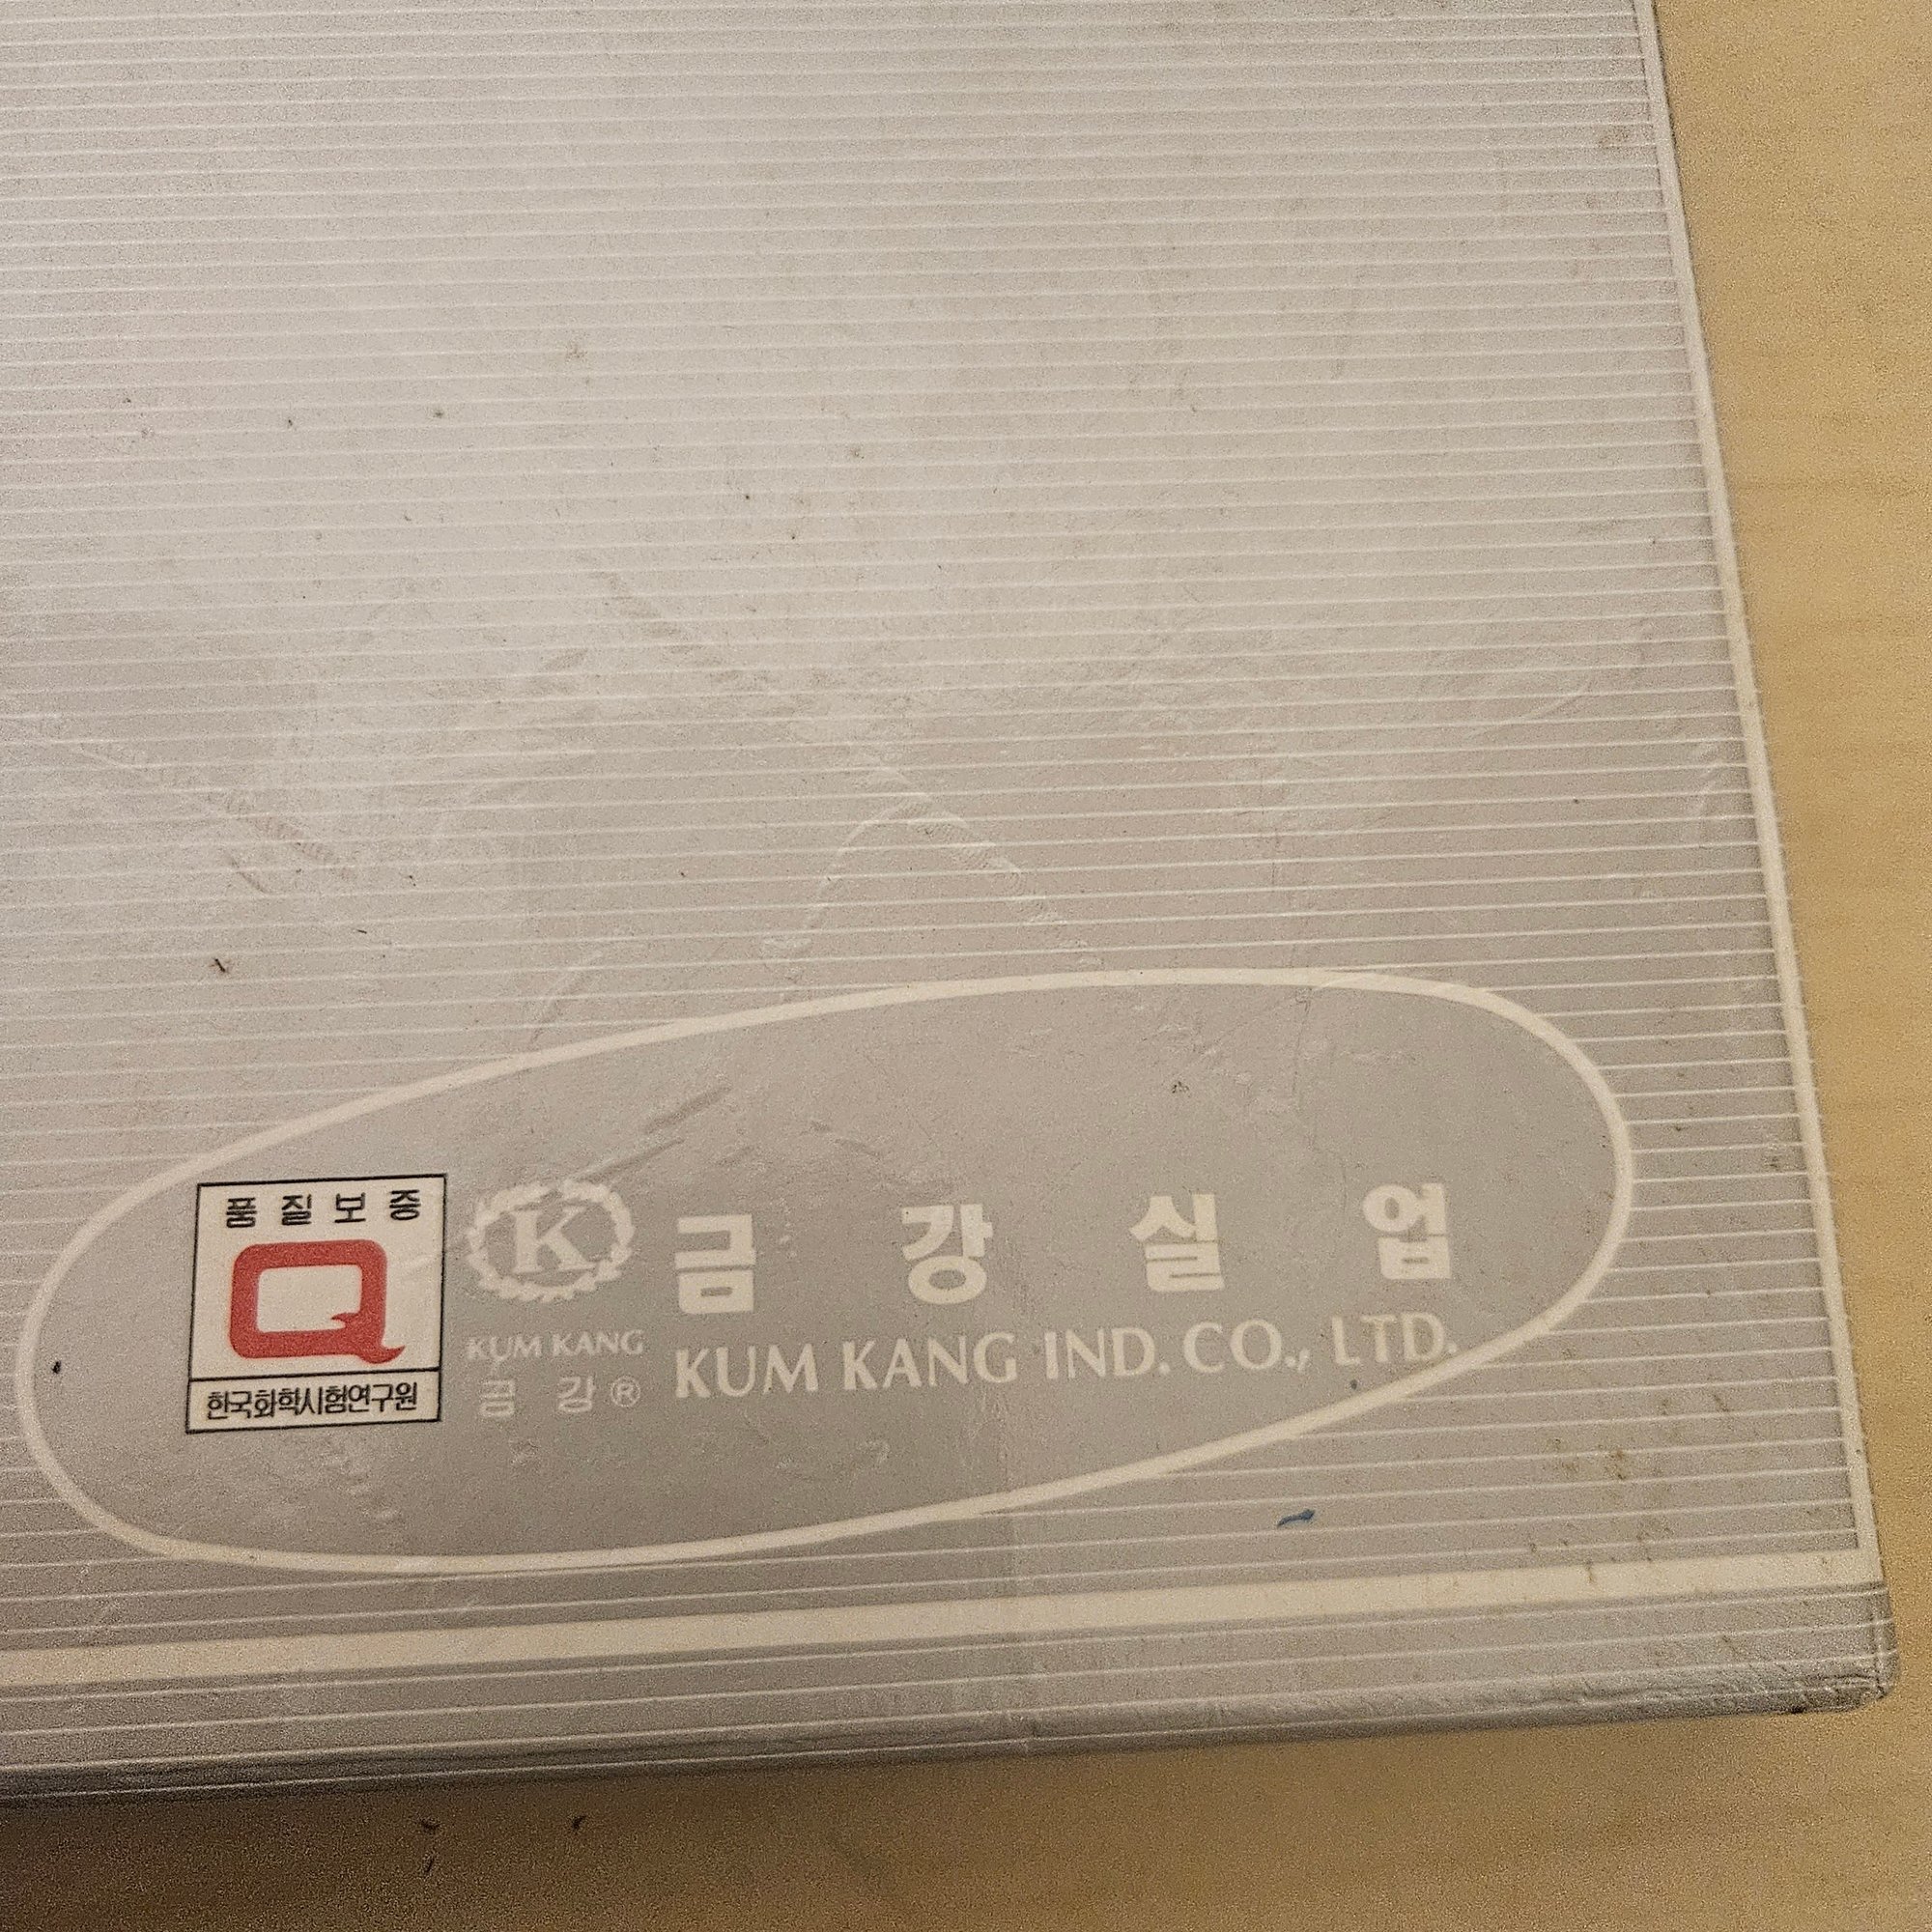 품질보증
Q
한국화학시험연구원
K
KUM KANG
금 강®
금 강 실 업
KUM KANG IND. CO., LTD.